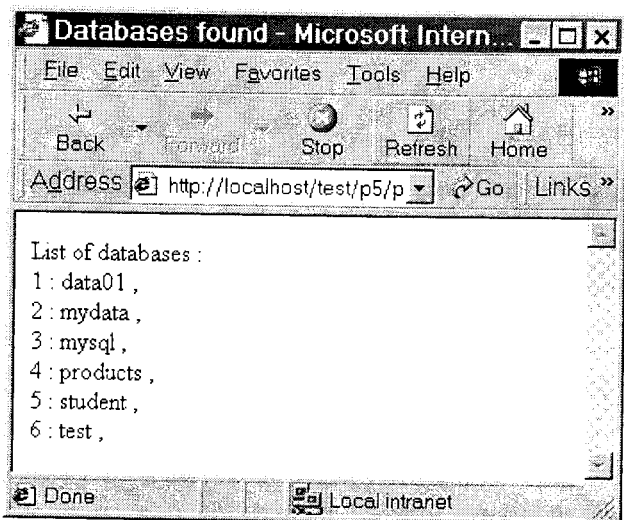 Databases found - Microsoft Intern...
File Edit View Favorites Tools Help
Back Forward Stop Refresh Home »
Address http://localhost/test/p5/p Go Links »
List of databases :
1 : data01 ,
2 : mydata ,
3 : mysql ,
4 : products ,
5 : student ,
6 : test ,
Done Local intranet